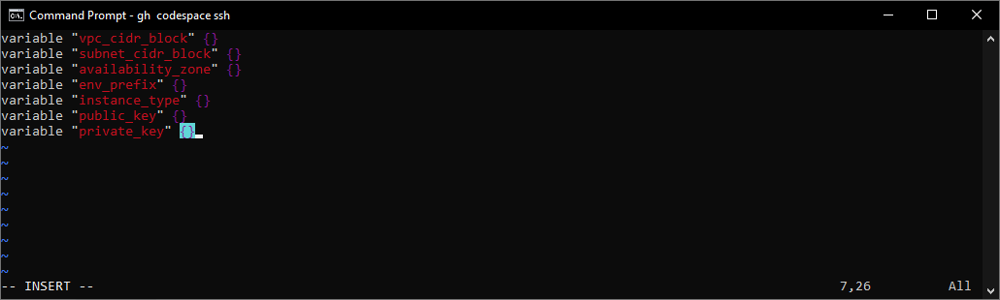 Command Prompt - gh  codespace ssh
variable "vpc_cidr_block" {}
variable "subnet_cidr_block" {}
variable "availability_zone" {}
variable "env_prefix" {}
variable "instance_type" {}
variable "public_key" {}
variable "private_key" {}
~
~
~
~
~
~
~
~
~
-- INSERT -- 7,26 All